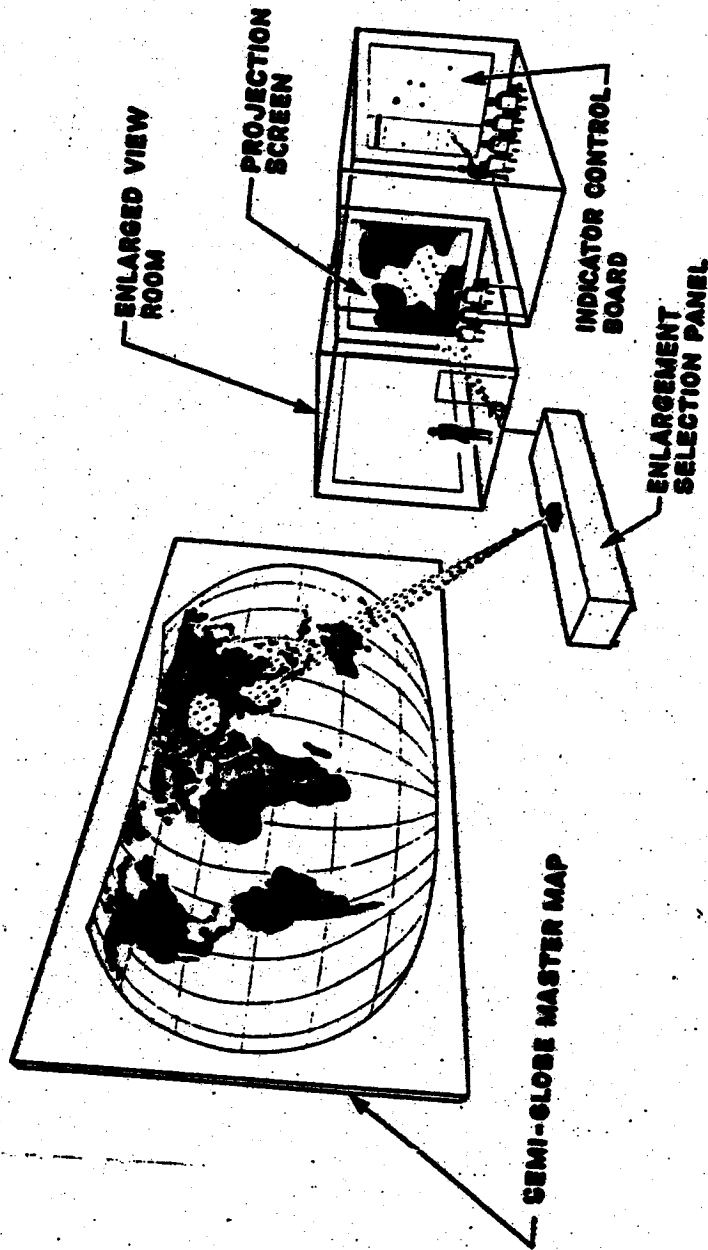 ENLARGED VIEW
ROOM
PROJECTION
SCREEN
INDICATOR CONTROL
BOARD
ENLARGEMENT
SELECTION PANEL
SEMI-GLOBE MASTER MAP